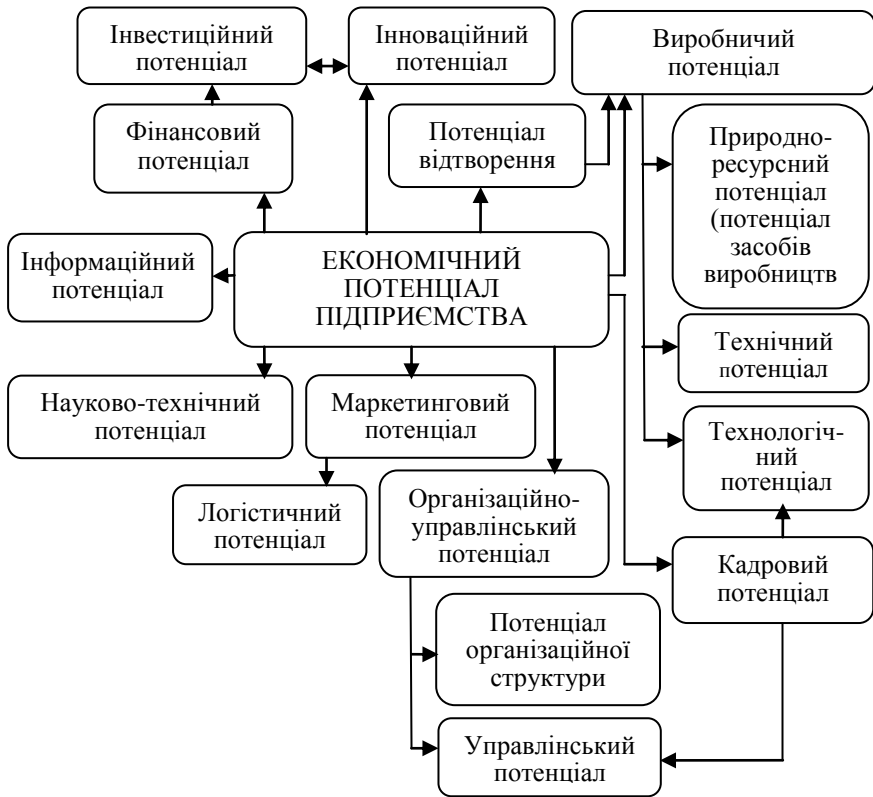 Інвестиційний
потенціал
Інноваційний
потенціал
Виробничий
потенціал
Фінансовий
потенціал
Потенціал
відтворення
Природно-
ресурсний
потенціал
(потенціал
засобів
виробництв
Інформаційний
потенціал
ЕКОНОМІЧНИЙ
ПОТЕНЦІАЛ
ПІДПРИЄМСТВА
Технічний
потенціал
Науково-технічний
потенціал
Маркетинговий
потенціал
Технологіч-
ний
потенціал
Логістичний
потенціал
Організаційно-
управлінський
потенціал
Кадровий
потенціал
Потенціал
організаційної
структури
Управлінський
потенціал